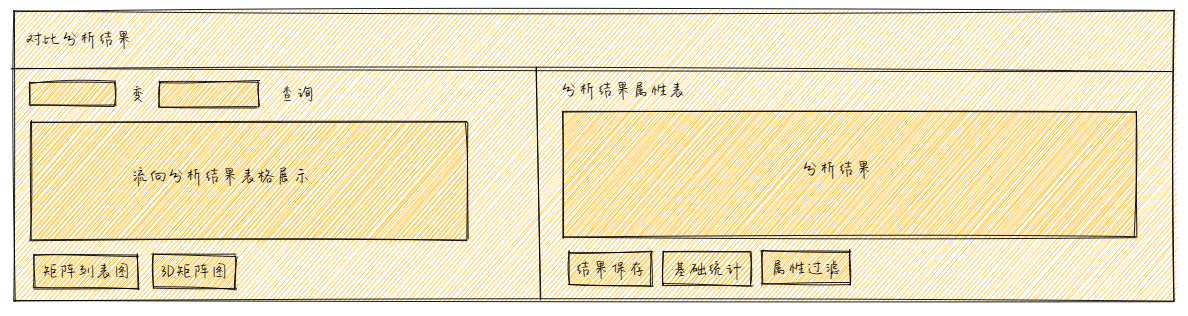 对比分析结果
变 查询
流向分析结果表格展示
矩阵列表图 3D矩阵图
分析结果属性表
分析结果
结果保存 基础统计 属性过滤